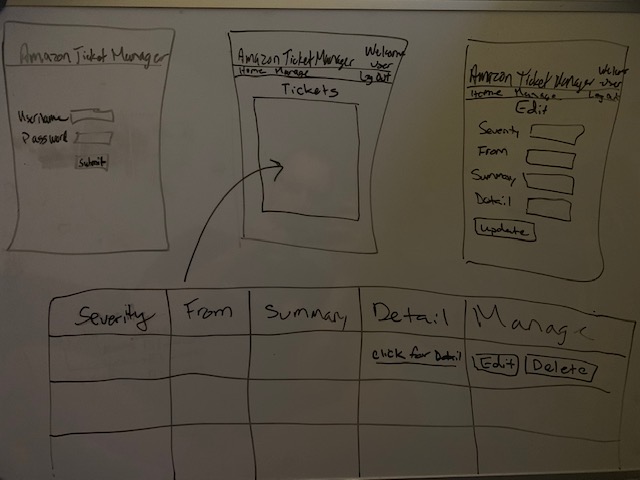 Amazon Ticket Manager
Username
Password
Submit
Amazon Ticket Manager
Welcome
User
Home Manage
Log Out
Tickets
Amazon Ticket Manager
Welcome
User
Home Manage
Log Out
Edit
Severity
From
Summary
Detail
Update
Severity From Summary Detail Manage
click for Detail Edit Delete